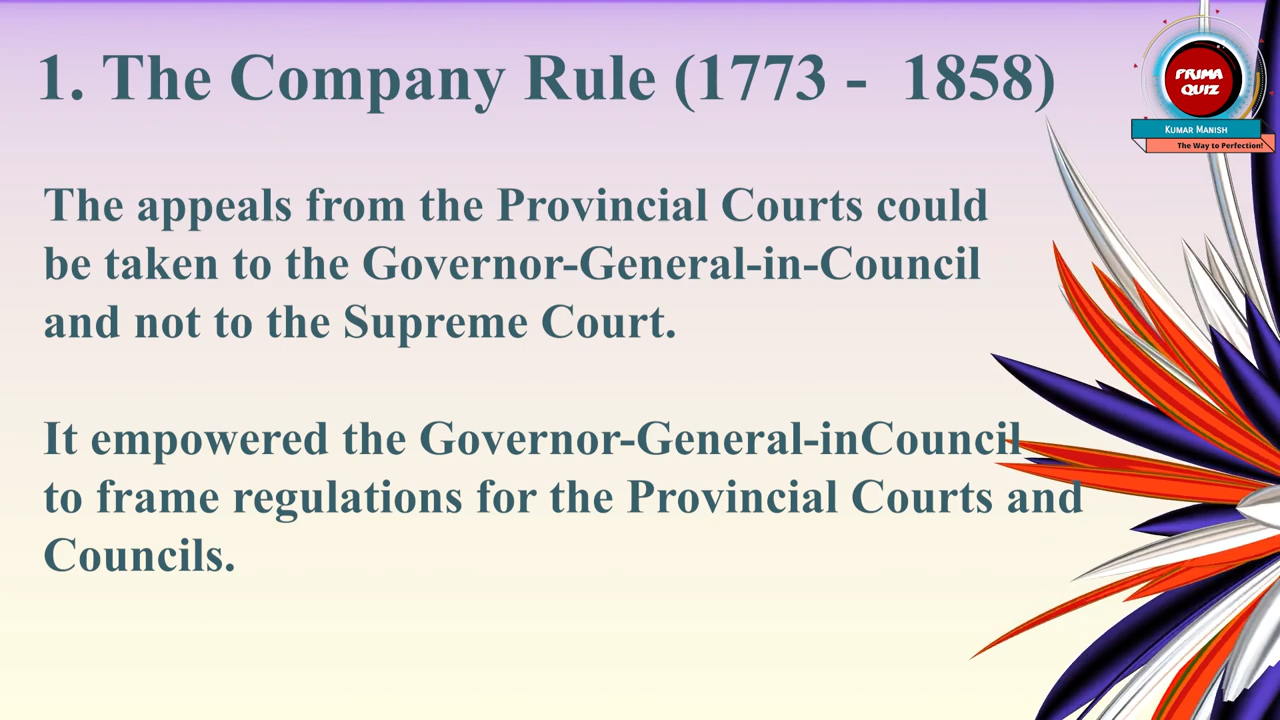 1. The Company Rule (1773 -  1858)
PRIMA
QUIZ
KUMAR MANISH
The Way to Perfection!
The appeals from the Provincial Courts could
be taken to the Governor-General-in-Council
and not to the Supreme Court.
It empowered the Governor-General-inCouncil
to frame regulations for the Provincial Courts and
Councils.